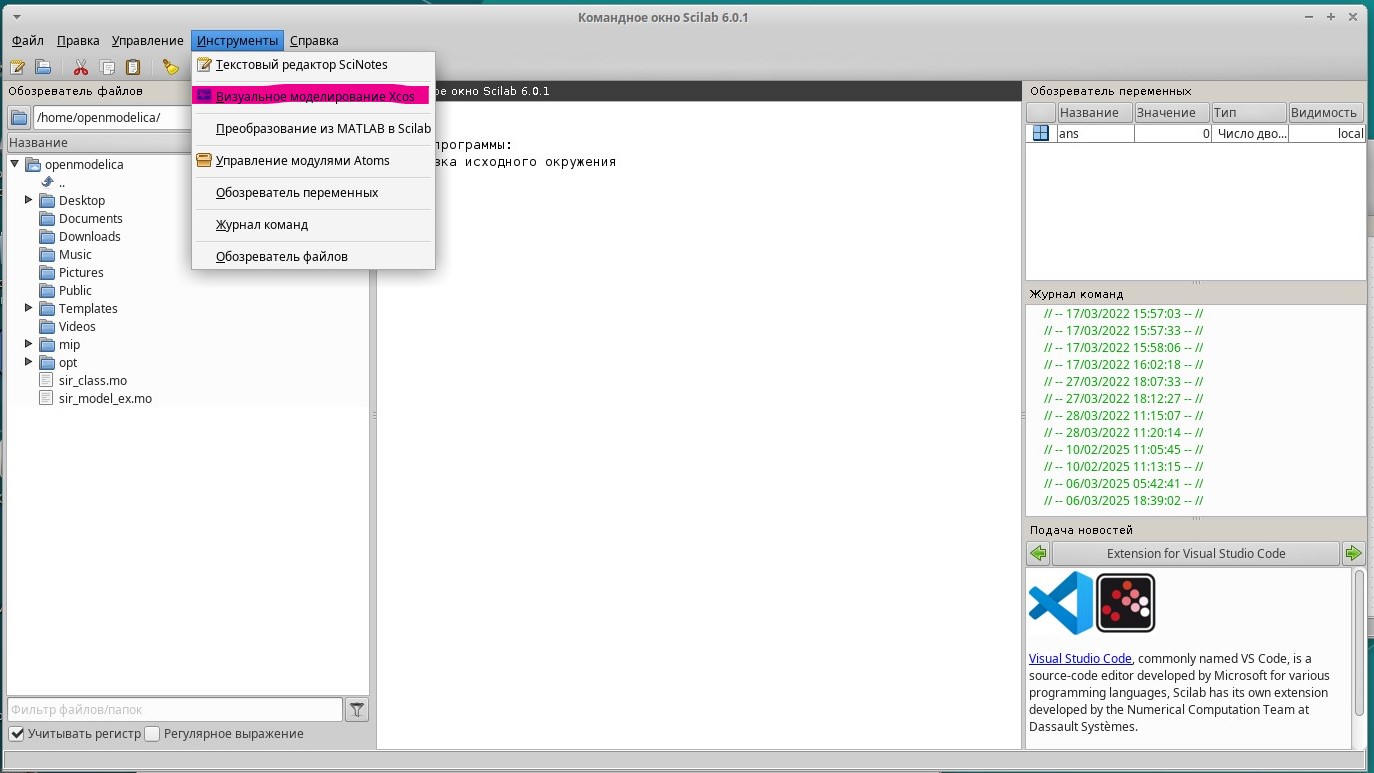 Командное окно Scilab 6.0.1
Файл Правка Управление Инструменты Справка
Текстовый редактор SciNotes
Визуальное моделирование Xcos
Преобразование из MATLAB в Scilab
Управление модулями Atoms
Обозреватель переменных
Журнал команд
Обозреватель файлов
Обозреватель файлов
/home/openmodelica/
Название
openmodelica
..
Desktop
Documents
Downloads
Music
Pictures
Public
Templates
Videos
mip
opt
sir_class.mo
sir_model_ex.mo
Фильтр файлов/папок
Учитывать регистр Регулярное выражение
окно Scilab 6.0.1
программы:
исходного окружения
Обозреватель переменных
Название Значение Тип Видимость
ans 0 Число дво... local
Журнал команд
// -- 17/03/2022 15:57:03 -- //
// -- 17/03/2022 15:57:33 -- //
// -- 17/03/2022 15:58:06 -- //
// -- 17/03/2022 16:02:18 -- //
// -- 27/03/2022 18:07:33 -- //
// -- 27/03/2022 18:12:27 -- //
// -- 28/03/2022 11:15:07 -- //
// -- 28/03/2022 11:20:14 -- //
// -- 10/02/2025 11:05:45 -- //
// -- 10/02/2025 11:13:15 -- //
// -- 06/03/2025 05:42:41 -- //
// -- 06/03/2025 18:39:02 -- //
Подача новостей
Extension for Visual Studio Code
Visual Studio Code, commonly named VS Code, is a
source-code editor developed by Microsoft for various
programming languages, Scilab has its own extension
developed by the Numerical Computation Team at
Dassault Systèmes.